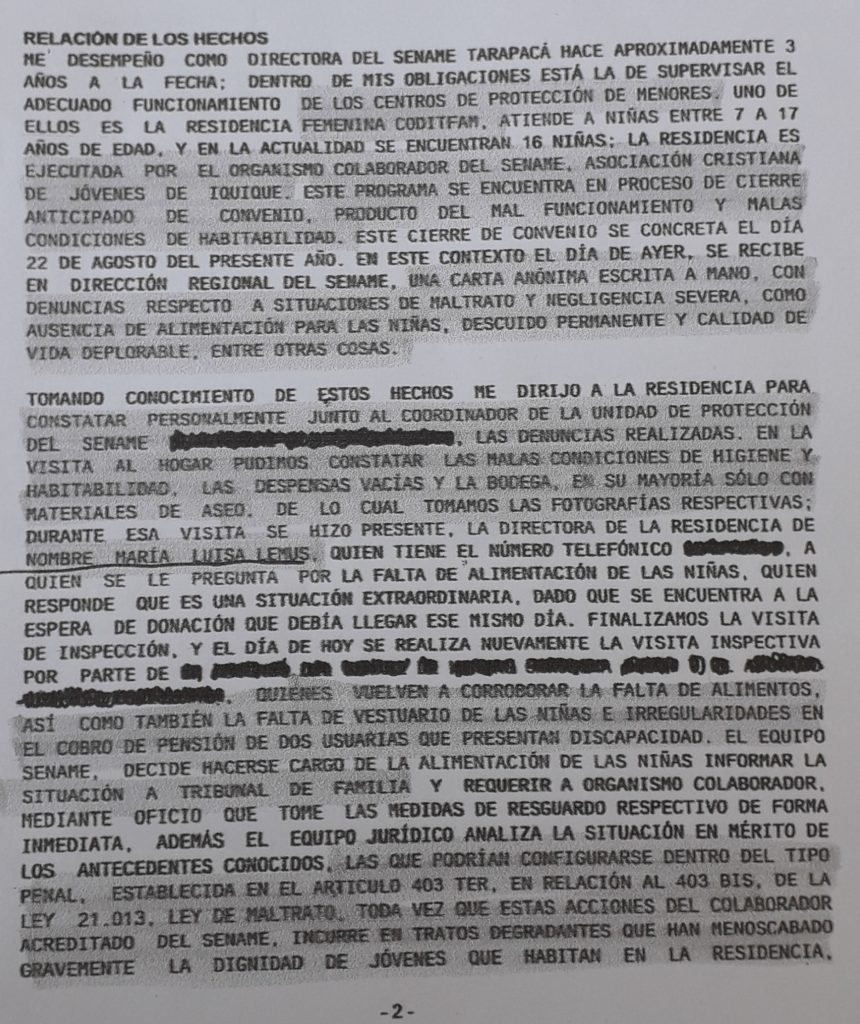 RELACIÓN DE LOS HECHOS
ME DESEMPEÑO COMO DIRECTORA DEL SENAME TARAPACÁ HACE APROXIMADAMENTE 3
AÑOS A LA FECHA; DENTRO DE MIS OBLIGACIONES ESTÁ LA DE SUPERVISAR EL
ADECUADO FUNCIONAMIENTO DE LOS CENTROS DE PROTECCIÓN DE MENORES. UNO DE
ELLOS ES LA RESIDENCIA FEMENINA CODITFAM, ATIENDE A NIÑAS ENTRE 7 A 17
AÑOS DE EDAD, Y EN LA ACTUALIDAD SE ENCUENTRAN 16 NIÑAS; LA RESIDENCIA ES
EJECUTADA POR EL ORGANISMO COLABORADOR DEL SENAME, ASOCIACIÓN CRISTIANA
DE JÓVENES DE IQUIQUE. ESTE PROGRAMA SE ENCUENTRA EN PROCESO DE CIERRE
ANTICIPADO DE CONVENIO, PRODUCTO DEL MAL FUNCIONAMIENTO Y MALAS
CONDICIONES DE HABITABILIDAD. ESTE CIERRE DE CONVENIO SE CONCRETA EL DÍA
22 DE AGOSTO DEL PRESENTE AÑO. EN ESTE CONTEXTO EL DÍA DE AYER, SE RECIBE
EN DIRECCIÓN REGIONAL DEL SENAME, UNA CARTA ANÓNIMA ESCRITA A MANO, CON
DENUNCIAS RESPECTO A SITUACIONES DE MALTRATO Y NEGLIGENCIA SEVERA, COMO
AUSENCIA DE ALIMENTACIÓN PARA LAS NIÑAS, DESCUIDO PERMANENTE Y CALIDAD DE
VIDA DEPLORABLE, ENTRE OTRAS COSAS.
TOMANDO CONOCIMIENTO DE ESTOS HECHOS ME DIRIJO A LA RESIDENCIA PARA
CONSTATAR PERSONALMENTE JUNTO AL COORDINADOR DE LA UNIDAD DE PROTECCIÓN
DEL SENAME , LAS DENUNCIAS REALIZADAS. EN LA
VISITA AL HOGAR PUDIMOS CONSTATAR LAS MALAS CONDICIONES DE HIGIENE Y
HABITABILIDAD, LAS DESPENSAS VACÍAS Y LA BODEGA, EN SU MAYORÍA SÓLO CON
MATERIALES DE ASEO. DE LO CUAL TOMAMOS LAS FOTOGRAFÍAS RESPECTIVAS;
DURANTE ESA VISITA SE HIZO PRESENTE, LA DIRECTORA DE LA RESIDENCIA DE
NOMBRE MARÍA LUISA LEMUS, QUIEN TIENE EL NÚMERO TELEFÓNICO , A
QUIEN SE LE PREGUNTA POR LA FALTA DE ALIMENTACIÓN DE LAS NIÑAS, QUIEN
RESPONDE QUE ES UNA SITUACIÓN EXTRAORDINARIA, DADO QUE SE ENCUENTRA A LA
ESPERA DE DONACIÓN QUE DEBÍA LLEGAR ESE MISMO DÍA. FINALIZAMOS LA VISITA
DE INSPECCIÓN, Y EL DÍA DE HOY SE REALIZA NUEVAMENTE LA VISITA INSPECTIVA
POR PARTE DE
, QUIENES VUELVEN A CORROBORAR LA FALTA DE ALIMENTOS,
ASÍ COMO TAMBIÉN LA FALTA DE VESTUARIO DE LAS NIÑAS E IRREGULARIDADES EN
EL COBRO DE PENSIÓN DE DOS USUARIAS QUE PRESENTAN DISCAPACIDAD. EL EQUIPO
SENAME, DECIDE HACERSE CARGO DE LA ALIMENTACIÓN DE LAS NIÑAS INFORMAR LA
SITUACIÓN A TRIBUNAL DE FAMILIA Y REQUERIR A ORGANISMO COLABORADOR,
MEDIANTE OFICIO QUE TOME LAS MEDIDAS DE RESGUARDO RESPECTIVO DE FORMA
INMEDIATA, ADEMÁS EL EQUIPO JURÍDICO ANALIZA LA SITUACIÓN EN MÉRITO DE
LOS ANTECEDENTES CONOCIDOS, LAS QUE PODRÍAN CONFIGURARSE DENTRO DEL TIPO
PENAL, ESTABLECIDA EN EL ARTICULO 403 TER, EN RELACIÓN AL 403 BIS, DE LA
LEY 21.013, LEY DE MALTRATO, TODA VEZ QUE ESTAS ACCIONES DEL COLABORADOR
ACREDITADO DEL SENAME, INCURRE EN TRATOS DEGRADANTES QUE HAN MENOSCABADO
GRAVEMENTE LA DIGNIDAD DE JÓVENES QUE HABITAN EN LA RESIDENCIA.
-2-